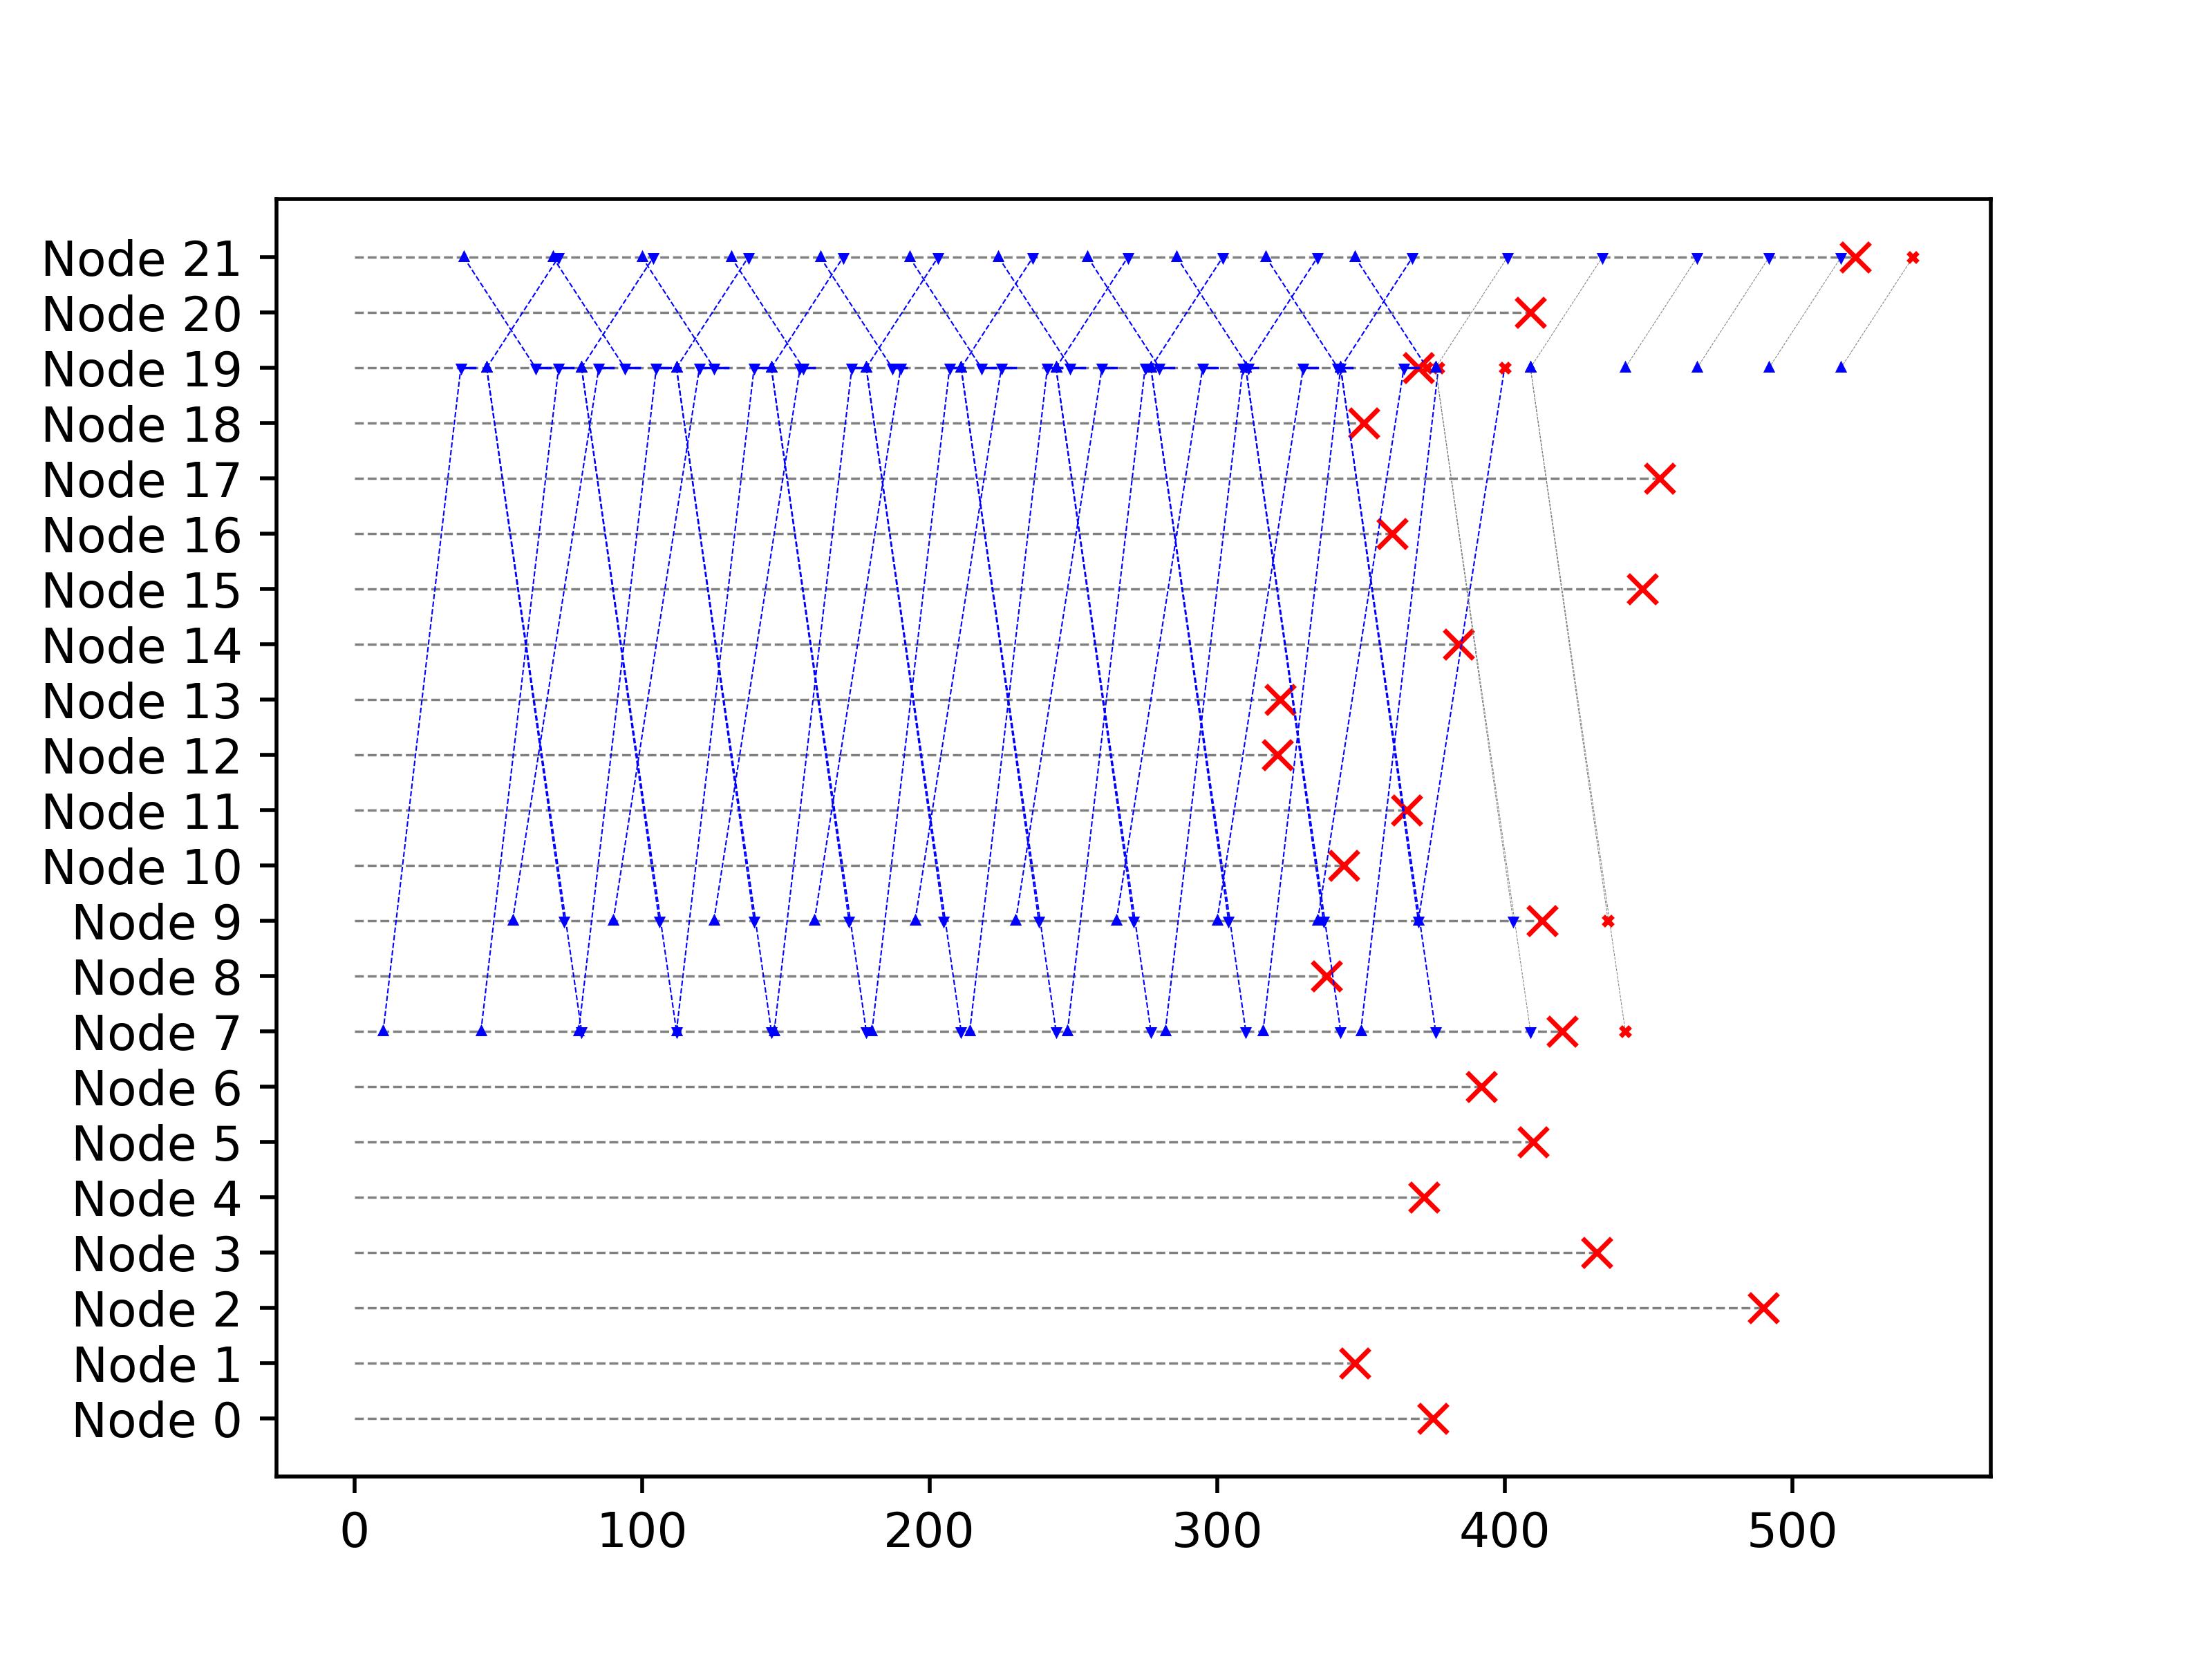 Node 21
Node 20
Node 19
Node 18
Node 17
Node 16
Node 15
Node 14
Node 13
Node 12
Node 11
Node 10
Node 9
Node 8
Node 7
Node 6
Node 5
Node 4
Node 3
Node 2
Node 1
Node 0
0 100 200 300 400 500